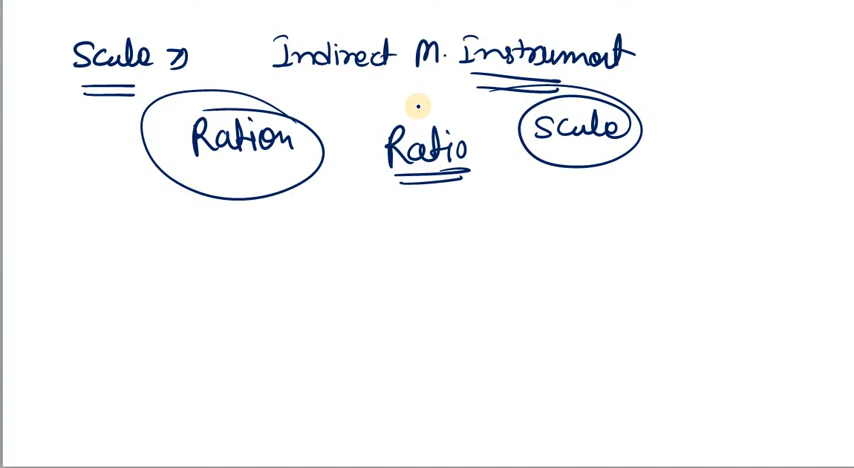 Scale → Indirect M. Instrument
Ration Ratio Scale